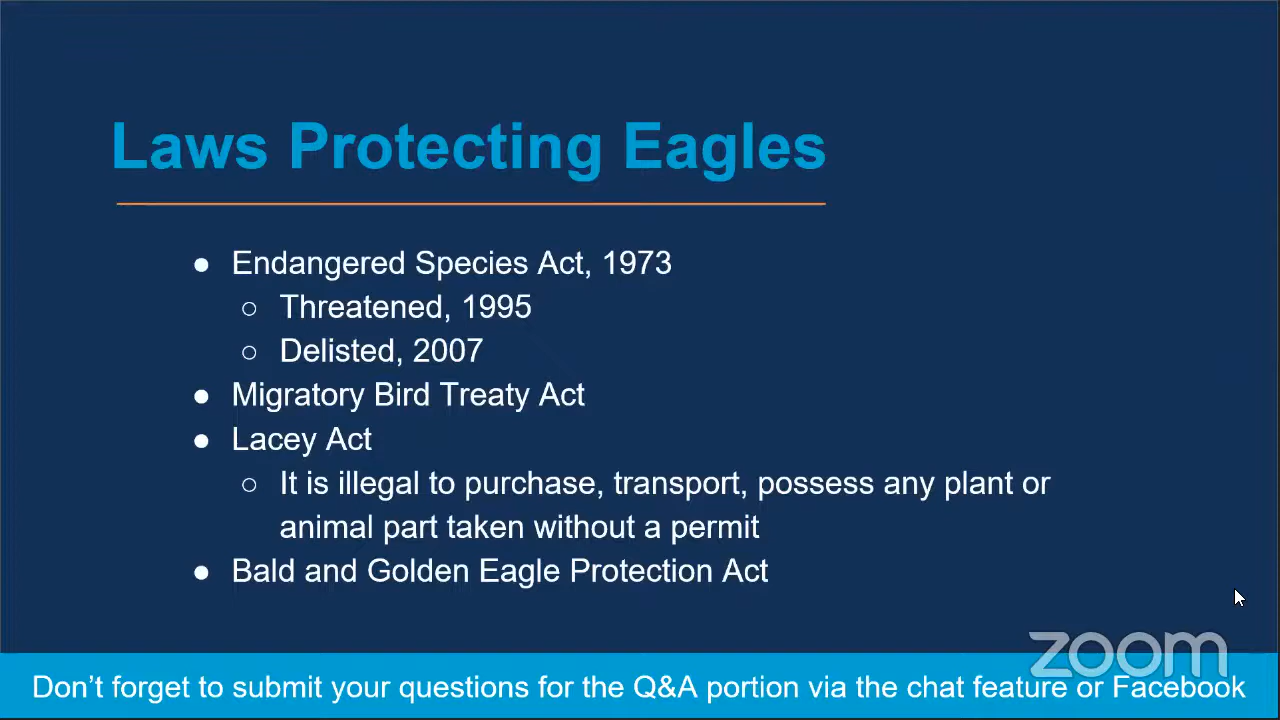 Laws Protecting Eagles
● Endangered Species Act, 1973
○ Threatened, 1995
○ Delisted, 2007
● Migratory Bird Treaty Act
● Lacey Act
○ It is illegal to purchase, transport, possess any plant or
animal part taken without a permit
● Bald and Golden Eagle Protection Act
zoom
Don’t forget to submit your questions for the Q&A portion via the chat feature or Facebook